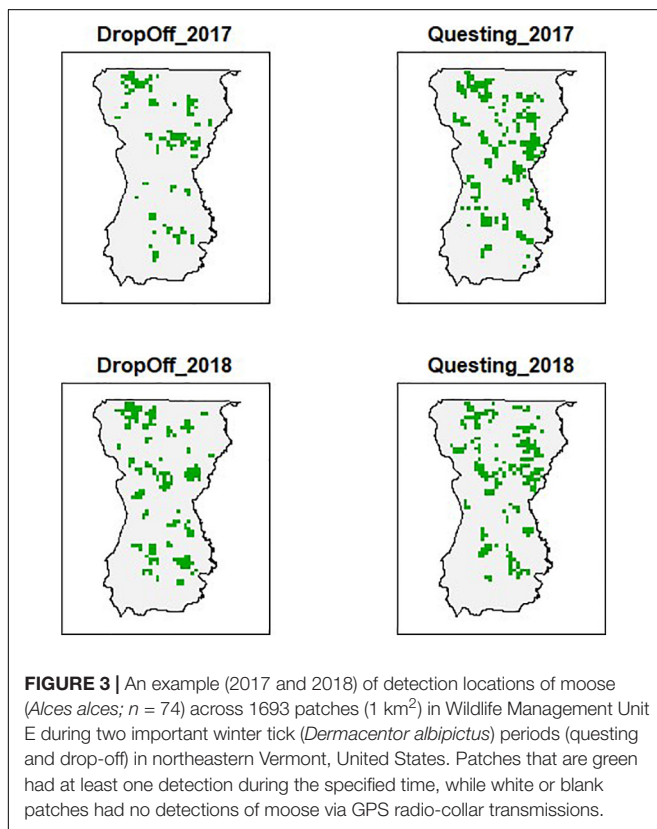 DropOff_2017
Questing_2017
DropOff_2018
Questing_2018
FIGURE 3 | An example (2017 and 2018) of detection locations of moose
(Alces alces; n = 74) across 1693 patches (1 km²) in Wildlife Management Unit
E during two important winter tick (Dermacentor albipictus) periods (questing
and drop-off) in northeastern Vermont, United States. Patches that are green
had at least one detection during the specified time, while white or blank
patches had no detections of moose via GPS radio-collar transmissions.